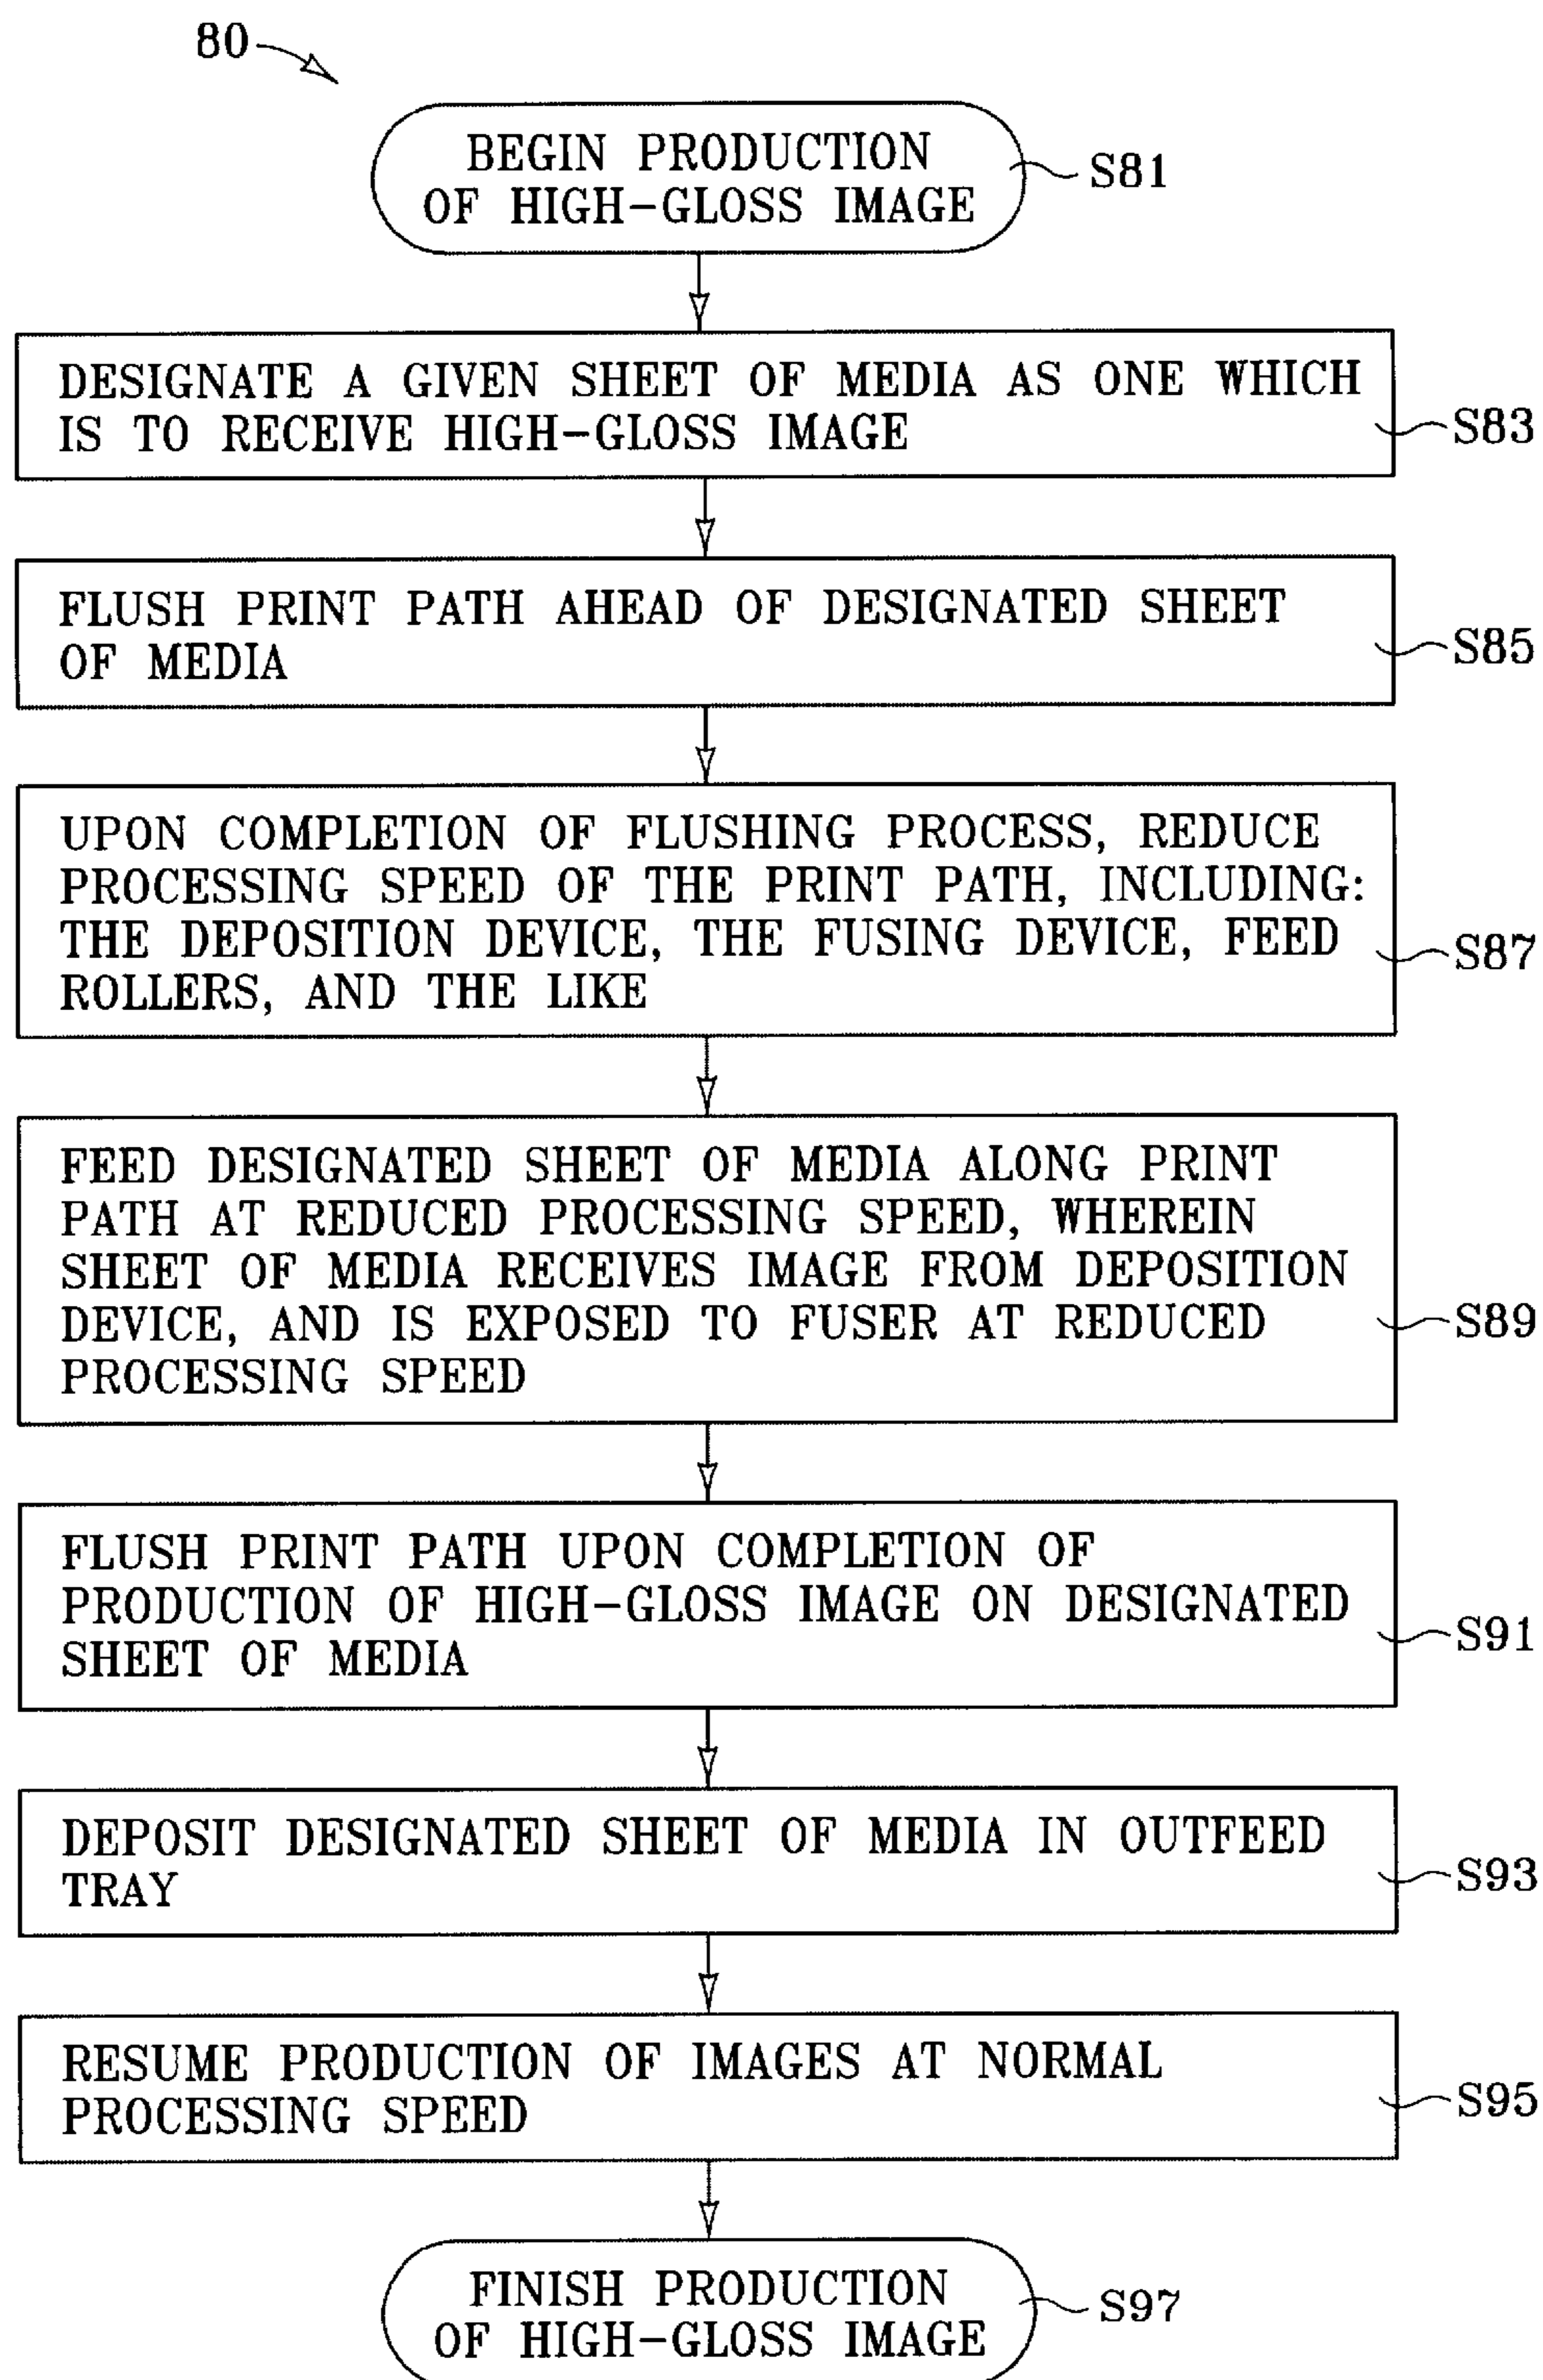 80
BEGIN PRODUCTION
OF HIGH-GLOSS IMAGE
S81
DESIGNATE A GIVEN SHEET OF MEDIA AS ONE WHICH
IS TO RECEIVE HIGH-GLOSS IMAGE
S83
FLUSH PRINT PATH AHEAD OF DESIGNATED SHEET
OF MEDIA
S85
UPON COMPLETION OF FLUSHING PROCESS, REDUCE
PROCESSING SPEED OF THE PRINT PATH, INCLUDING:
THE DEPOSITION DEVICE, THE FUSING DEVICE, FEED
ROLLERS, AND THE LIKE
S87
FEED DESIGNATED SHEET OF MEDIA ALONG PRINT
PATH AT REDUCED PROCESSING SPEED, WHEREIN
SHEET OF MEDIA RECEIVES IMAGE FROM DEPOSITION
DEVICE, AND IS EXPOSED TO FUSER AT REDUCED
PROCESSING SPEED
S89
FLUSH PRINT PATH UPON COMPLETION OF
PRODUCTION OF HIGH-GLOSS IMAGE ON DESIGNATED
SHEET OF MEDIA
S91
DEPOSIT DESIGNATED SHEET OF MEDIA IN OUTFEED
TRAY
S93
RESUME PRODUCTION OF IMAGES AT NORMAL
PROCESSING SPEED
S95
FINISH PRODUCTION
OF HIGH-GLOSS IMAGE
S97